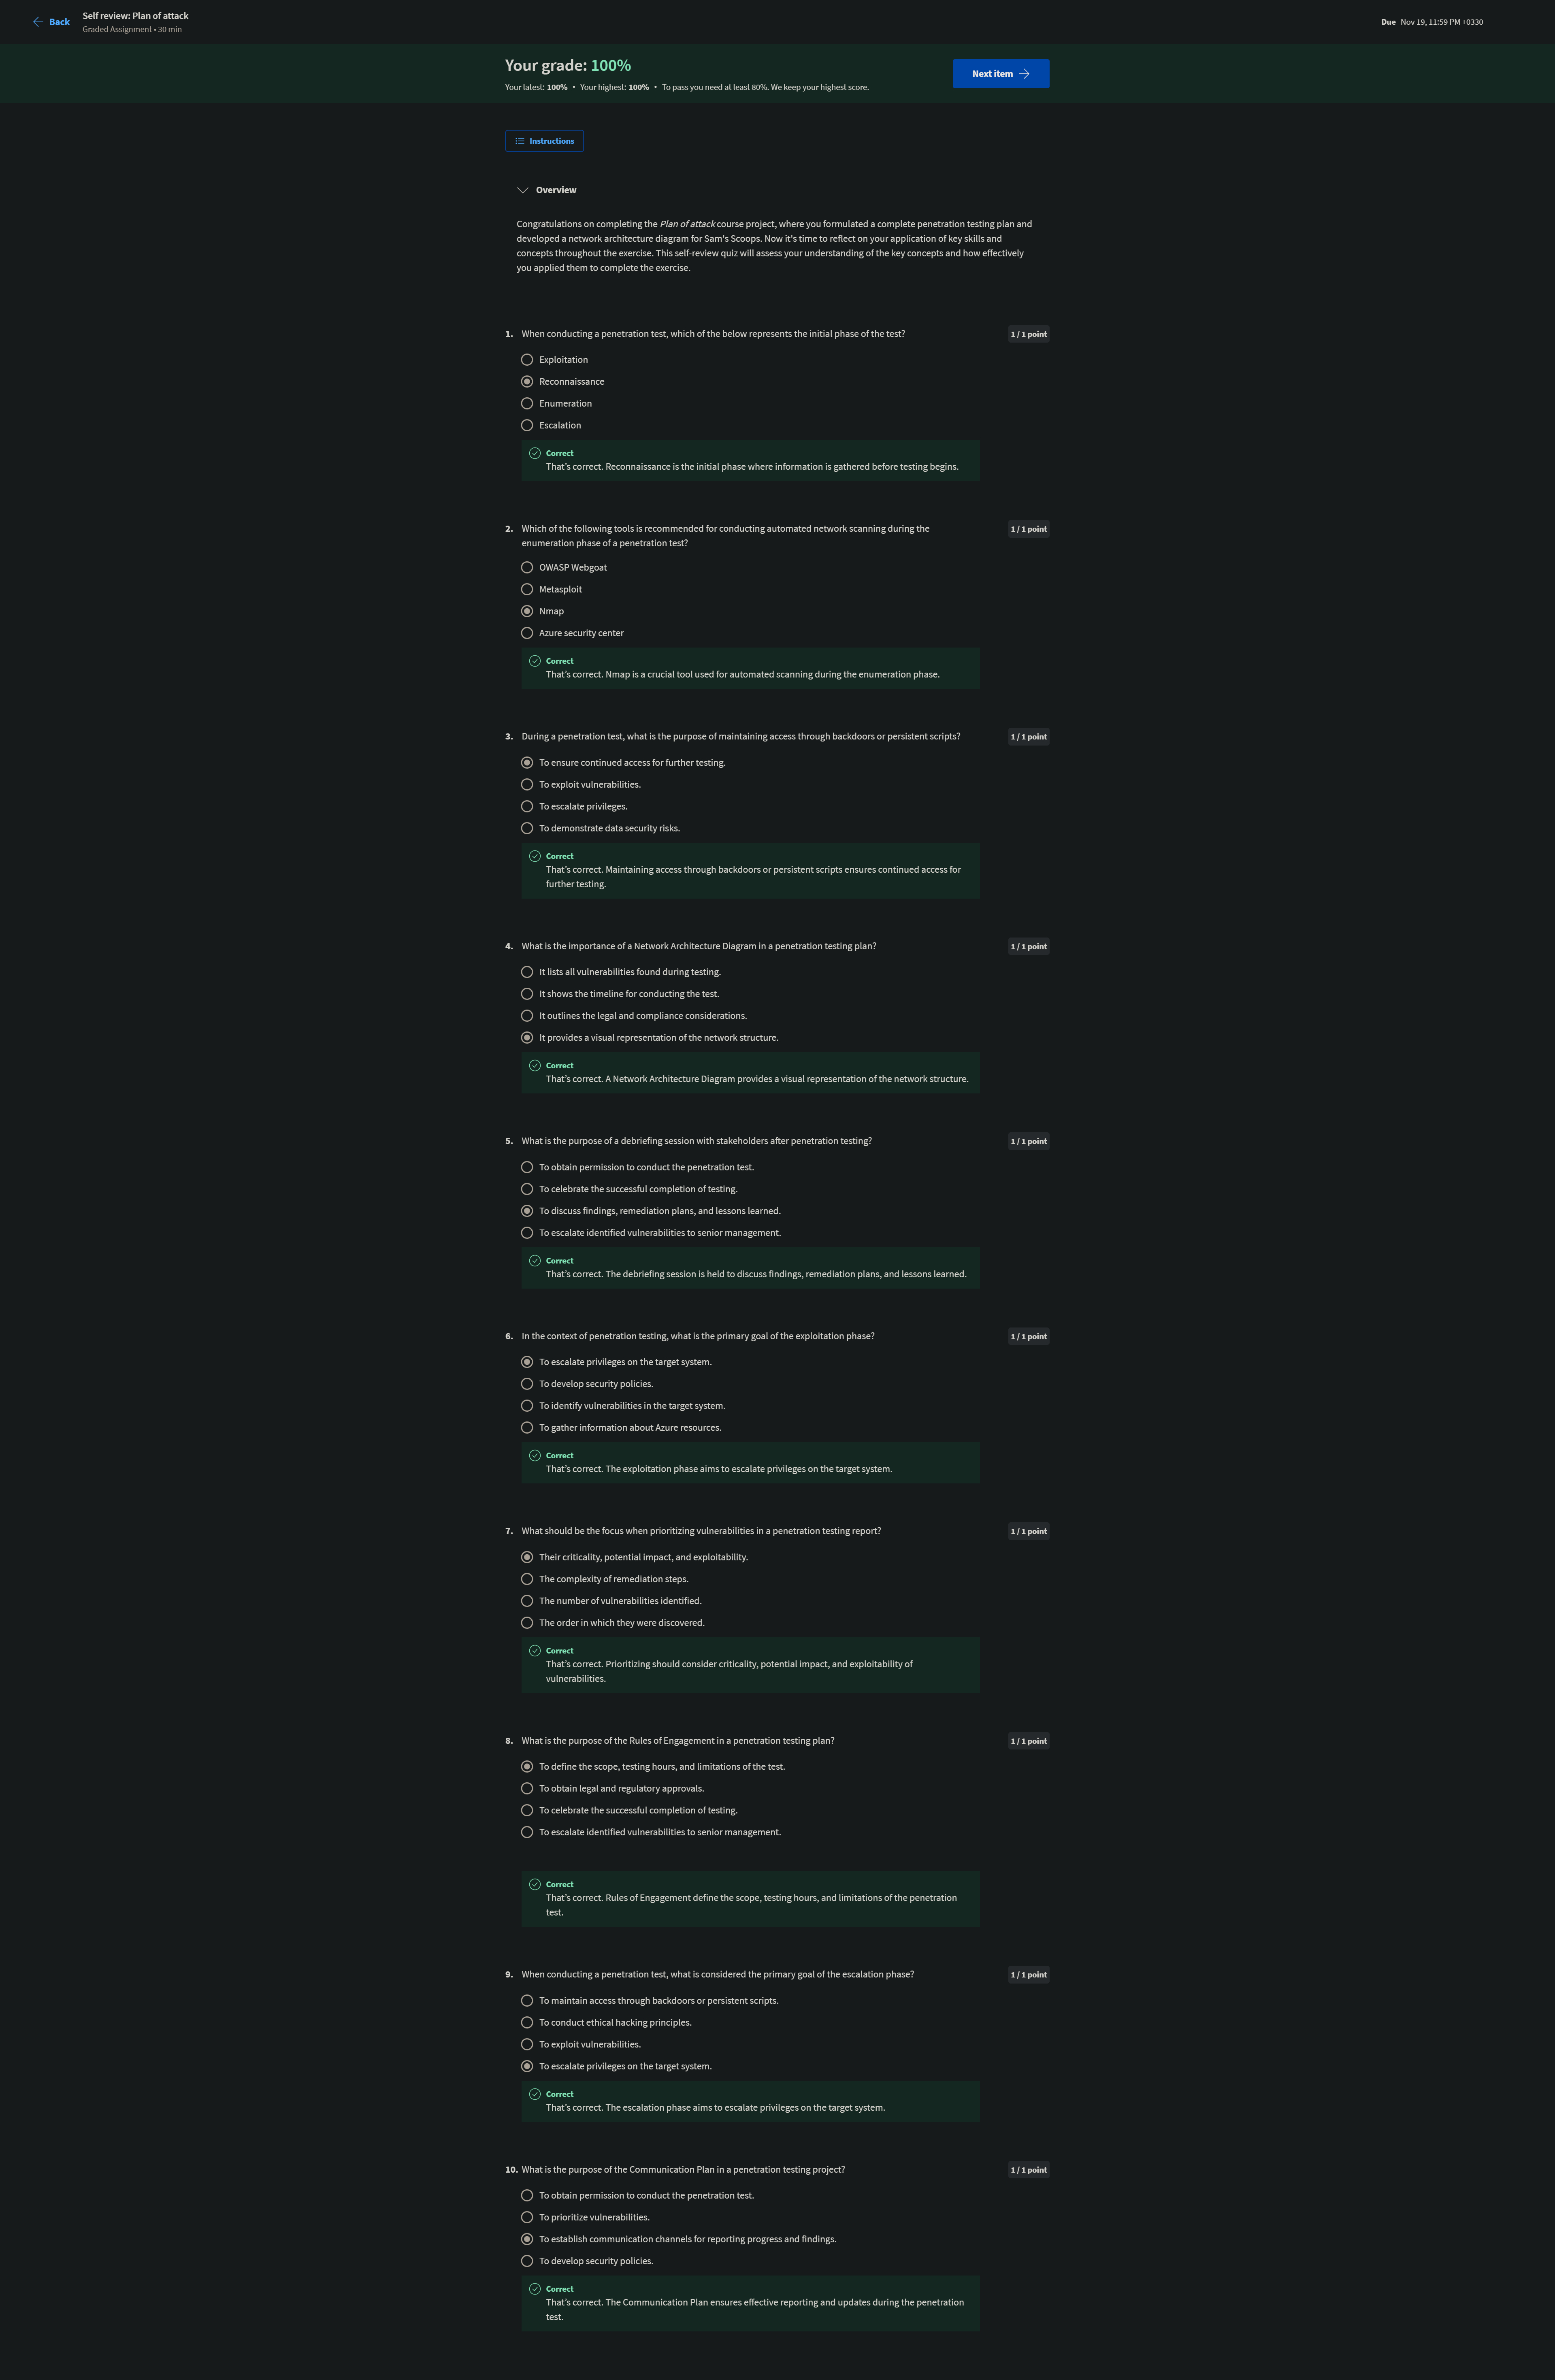 Back
Self review: Plan of attack
Graded Assignment • 30 min
Due Nov 19, 11:59 PM +0330
Your grade: 100%
Your latest: 100% • Your highest: 100% • To pass you need at least 80%. We keep your highest score.
Next item
Instructions
Overview
Congratulations on completing the Plan of attack course project, where you formulated a complete penetration testing plan and
developed a network architecture diagram for Sam's Scoops. Now it's time to reflect on your application of key skills and
concepts throughout the exercise. This self-review quiz will assess your understanding of the key concepts and how effectively
you applied them to complete the exercise.
1. When conducting a penetration test, which of the below represents the initial phase of the test?
1 / 1 point
Exploitation
Reconnaissance
Enumeration
Escalation
Correct
That's correct. Reconnaissance is the initial phase where information is gathered before testing begins.
2. Which of the following tools is recommended for conducting automated network scanning during the
enumeration phase of a penetration test?
1 / 1 point
OWASP Webgoat
Metasploit
Nmap
Azure security center
Correct
That's correct. Nmap is a crucial tool used for automated scanning during the enumeration phase.
3. During a penetration test, what is the purpose of maintaining access through backdoors or persistent scripts?
1 / 1 point
To ensure continued access for further testing.
To exploit vulnerabilities.
To escalate privileges.
To demonstrate data security risks.
Correct
That's correct. Maintaining access through backdoors or persistent scripts ensures continued access for
further testing.
4. What is the importance of a Network Architecture Diagram in a penetration testing plan?
1 / 1 point
It lists all vulnerabilities found during testing.
It shows the timeline for conducting the test.
It outlines the legal and compliance considerations.
It provides a visual representation of the network structure.
Correct
That's correct. A Network Architecture Diagram provides a visual representation of the network structure.
5. What is the purpose of a debriefing session with stakeholders after penetration testing?
1 / 1 point
To obtain permission to conduct the penetration test.
To celebrate the successful completion of testing.
To discuss findings, remediation plans, and lessons learned.
To escalate identified vulnerabilities to senior management.
Correct
That's correct. The debriefing session is held to discuss findings, remediation plans, and lessons learned.
6. In the context of penetration testing, what is the primary goal of the exploitation phase?
1 / 1 point
To escalate privileges on the target system.
To develop security policies.
To identify vulnerabilities in the target system.
To gather information about Azure resources.
Correct
That's correct. The exploitation phase aims to escalate privileges on the target system.
7. What should be the focus when prioritizing vulnerabilities in a penetration testing report?
1 / 1 point
Their criticality, potential impact, and exploitability.
The complexity of remediation steps.
The number of vulnerabilities identified.
The order in which they were discovered.
Correct
That's correct. Prioritizing should consider criticality, potential impact, and exploitability of
vulnerabilities.
8. What is the purpose of the Rules of Engagement in a penetration testing plan?
1 / 1 point
To define the scope, testing hours, and limitations of the test.
To obtain legal and regulatory approvals.
To celebrate the successful completion of testing.
To escalate identified vulnerabilities to senior management.
Correct
That's correct. Rules of Engagement define the scope, testing hours, and limitations of the penetration
test.
9. When conducting a penetration test, what is considered the primary goal of the escalation phase?
1 / 1 point
To maintain access through backdoors or persistent scripts.
To conduct ethical hacking principles.
To exploit vulnerabilities.
To escalate privileges on the target system.
Correct
That's correct. The escalation phase aims to escalate privileges on the target system.
10. What is the purpose of the Communication Plan in a penetration testing project?
1 / 1 point
To obtain permission to conduct the penetration test.
To prioritize vulnerabilities.
To establish communication channels for reporting progress and findings.
To develop security policies.
Correct
That's correct. The Communication Plan ensures effective reporting and updates during the penetration
test.